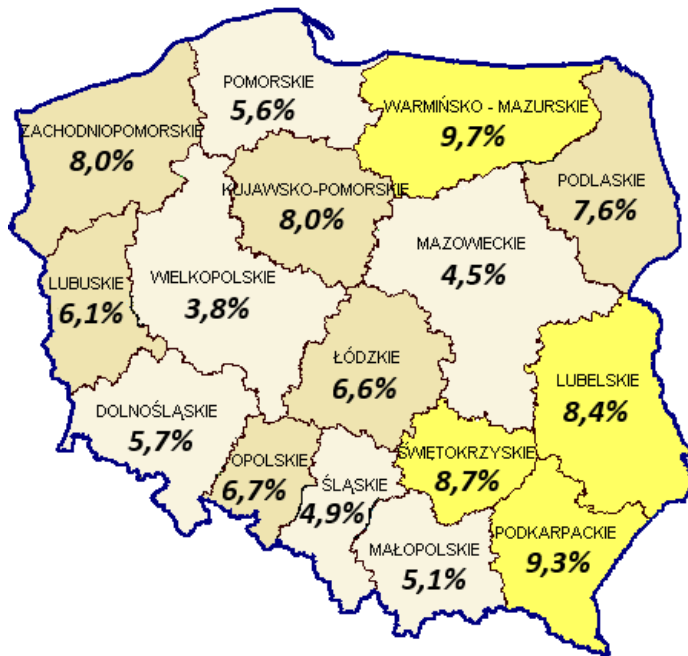 POMORSKIE
5,6%
WARMIŃSKO - MAZURSKIE
9,7%
ZACHODNIOPOMORSKIE
8,0%
KUJAWSKO-POMORSKIE
8,0%
PODLASKIE
7,6%
MAZOWIECKIE
4,5%
LUBUSKIE
6,1%
WIELKOPOLSKIE
3,8%
ŁÓDZKIE
6,6%
LUBELSKIE
8,4%
DOLNOŚLĄSKIE
5,7%
OPOLSKIE
6,7%
ŚLĄSKIE
4,9%
ŚWIĘTOKRZYSKIE
8,7%
MAŁOPOLSKIE
5,1%
PODKARPACKIE
9,3%